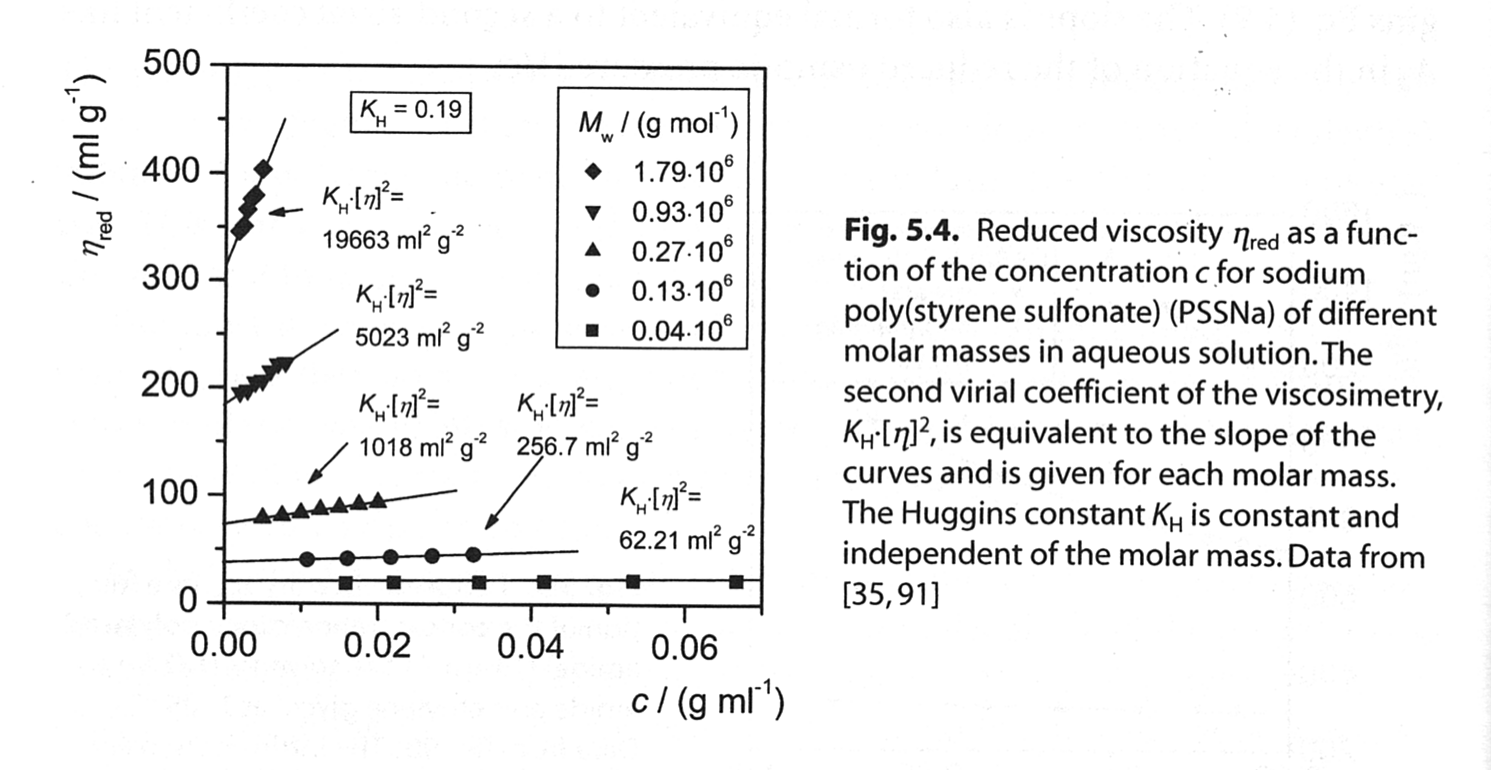 500
400
300
200
100
0
η_red / (ml g⁻¹)
K_H = 0.19
K_H·[η]²=
19663 ml² g⁻²
K_H·[η]²=
5023 ml² g⁻²
K_H·[η]²=
1018 ml² g⁻²
K_H·[η]²=
256.7 ml² g⁻²
K_H·[η]²=
62.21 ml² g⁻²
M_w / (g mol⁻¹)
◆ 1.79·10⁶
▼ 0.93·10⁶
▲ 0.27·10⁶
● 0.13·10⁶
■ 0.04·10⁶
0.00 0.02 0.04 0.06
c / (g ml⁻¹)
Fig. 5.4. Reduced viscosity η_red as a func-
tion of the concentration c for sodium
poly(styrene sulfonate) (PSSNa) of different
molar masses in aqueous solution. The
second virial coefficient of the viscosimetry,
K_H·[η]², is equivalent to the slope of the
curves and is given for each molar mass.
The Huggins constant K_H is constant and
independent of the molar mass. Data from
[35, 91]